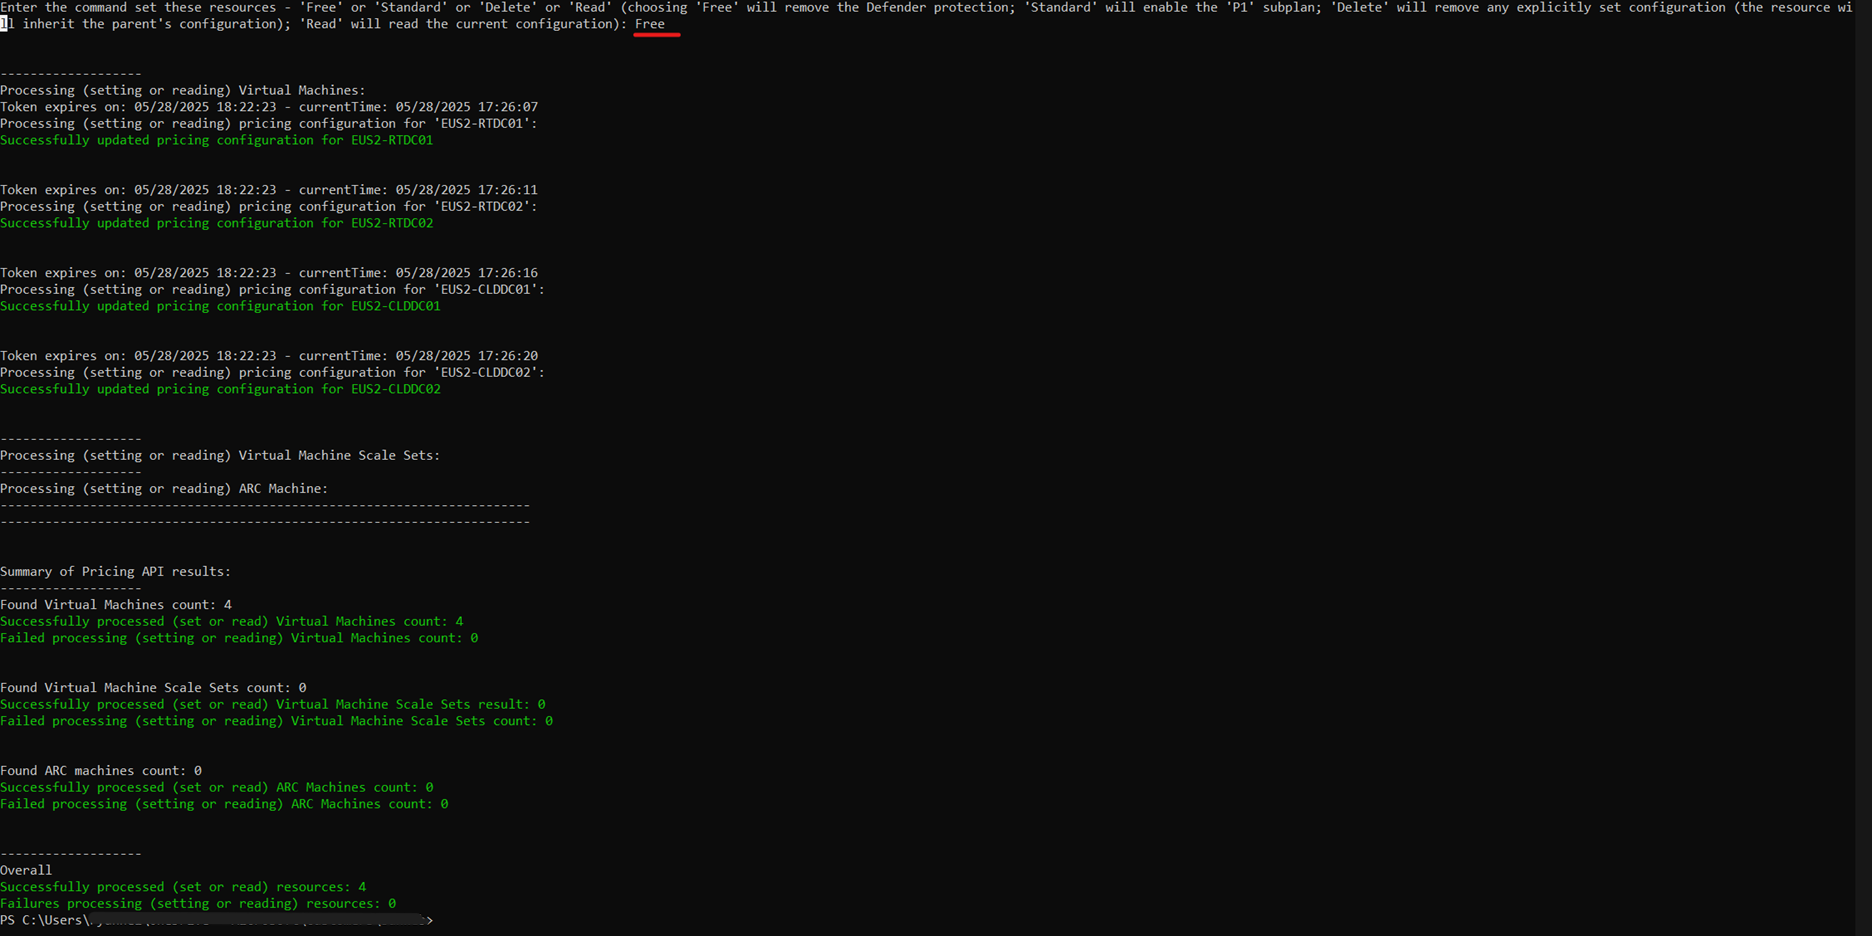 Enter the command set these resources - 'Free' or 'Standard' or 'Delete' or 'Read' (choosing 'Free' will remove the Defender protection; 'Standard' will enable the 'P1' subplan; 'Delete' will remove any explicitly set configuration (the resource wi
ll inherit the parent's configuration); 'Read' will read the current configuration): Free
-------------------
Processing (setting or reading) Virtual Machines:
Token expires on: 05/28/2025 18:22:23 - currentTime: 05/28/2025 17:26:07
Processing (setting or reading) pricing configuration for 'EUS2-RTDC01':
Successfully updated pricing configuration for EUS2-RTDC01
Token expires on: 05/28/2025 18:22:23 - currentTime: 05/28/2025 17:26:11
Processing (setting or reading) pricing configuration for 'EUS2-RTDC02':
Successfully updated pricing configuration for EUS2-RTDC02
Token expires on: 05/28/2025 18:22:23 - currentTime: 05/28/2025 17:26:16
Processing (setting or reading) pricing configuration for 'EUS2-CLDDC01':
Successfully updated pricing configuration for EUS2-CLDDC01
Token expires on: 05/28/2025 18:22:23 - currentTime: 05/28/2025 17:26:20
Processing (setting or reading) pricing configuration for 'EUS2-CLDDC02':
Successfully updated pricing configuration for EUS2-CLDDC02
-------------------
Processing (setting or reading) Virtual Machine Scale Sets:
-------------------
Processing (setting or reading) ARC Machine:
-----------------------------------------------------------------------
-----------------------------------------------------------------------
Summary of Pricing API results:
-------------------
Found Virtual Machines count: 4
Successfully processed (set or read) Virtual Machines count: 4
Failed processing (setting or reading) Virtual Machines count: 0
Found Virtual Machine Scale Sets count: 0
Successfully processed (set or read) Virtual Machine Scale Sets result: 0
Failed processing (setting or reading) Virtual Machine Scale Sets count: 0
Found ARC machines count: 0
Successfully processed (set or read) ARC Machines count: 0
Failed processing (setting or reading) ARC Machines count: 0
-------------------
Overall
Successfully processed (set or read) resources: 4
Failures processing (setting or reading) resources: 0
PS C:\Users\ >